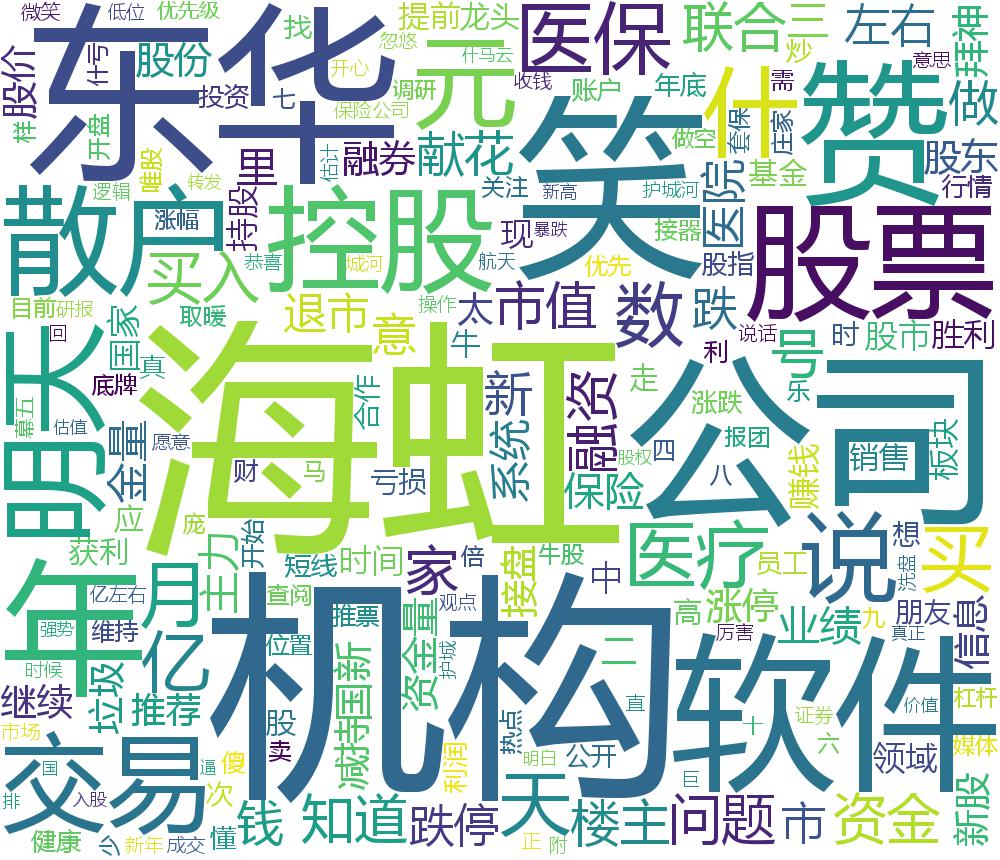 微笑
低位
优先级
找
提前
龙头
医保
联合
三
左右
拜神
东华
股价
什亏
股份
忽悠
开心
元
什马云
收钱
炒
需
意思
样
开盘
投资
七
保险公司
调研
账户
年底
什
赞
做
唯股
里
融券
献花
笑
做空
套保
庄家
股东
逻辑
转发
估计
医院
基金
行情
散户
涨幅
持股
控股
关注
新高
护城河
现
暴跌
接器
股票
恭喜
城河
航天
优先
股指
买入
目前
研报
取暖
国家
退市
操作
意
太
市值
数
跌
说话
号
时
股市
胜利
回
真
底牌
牛
利
明天
幕五
估值
海虹
合作
新
融资
走
涨跌
乐
公司
愿意
财
马
亏损
系统
股权
四
报团
八
赚钱
销售
板块
金量
应
庞
保险
获利
主力
开始
短线
时间
家
倍
牛股
接盘
中
医疗
员工
说
想
洗盘
买
年
月
亿左右
强势
维持
查阅
推票
观点
高
涨停
厉害
九
朋友
真正
信息
时候
亿
机构
位置
资金量
护城
二
业绩
软件
继续
垃圾
推荐
股
减持
国新
热点
直
十
证券
价值
杠杆
市场
卖
利润
明白
公开
巨
六
领域
媒体
交易
国
逼
傻
排
入股
次
钱
知道
跌停
天
楼主
问题
市
资金
新股
健康
少
新年
成交
懂
正
附